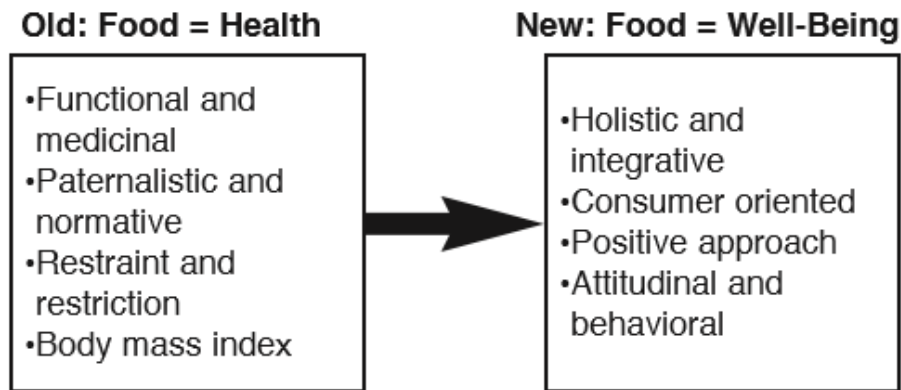 Old: Food = Health
•Functional and
medicinal
•Paternalistic and
normative
•Restraint and
restriction
•Body mass index
New: Food = Well-Being
•Holistic and
integrative
•Consumer oriented
•Positive approach
•Attitudinal and
behavioral